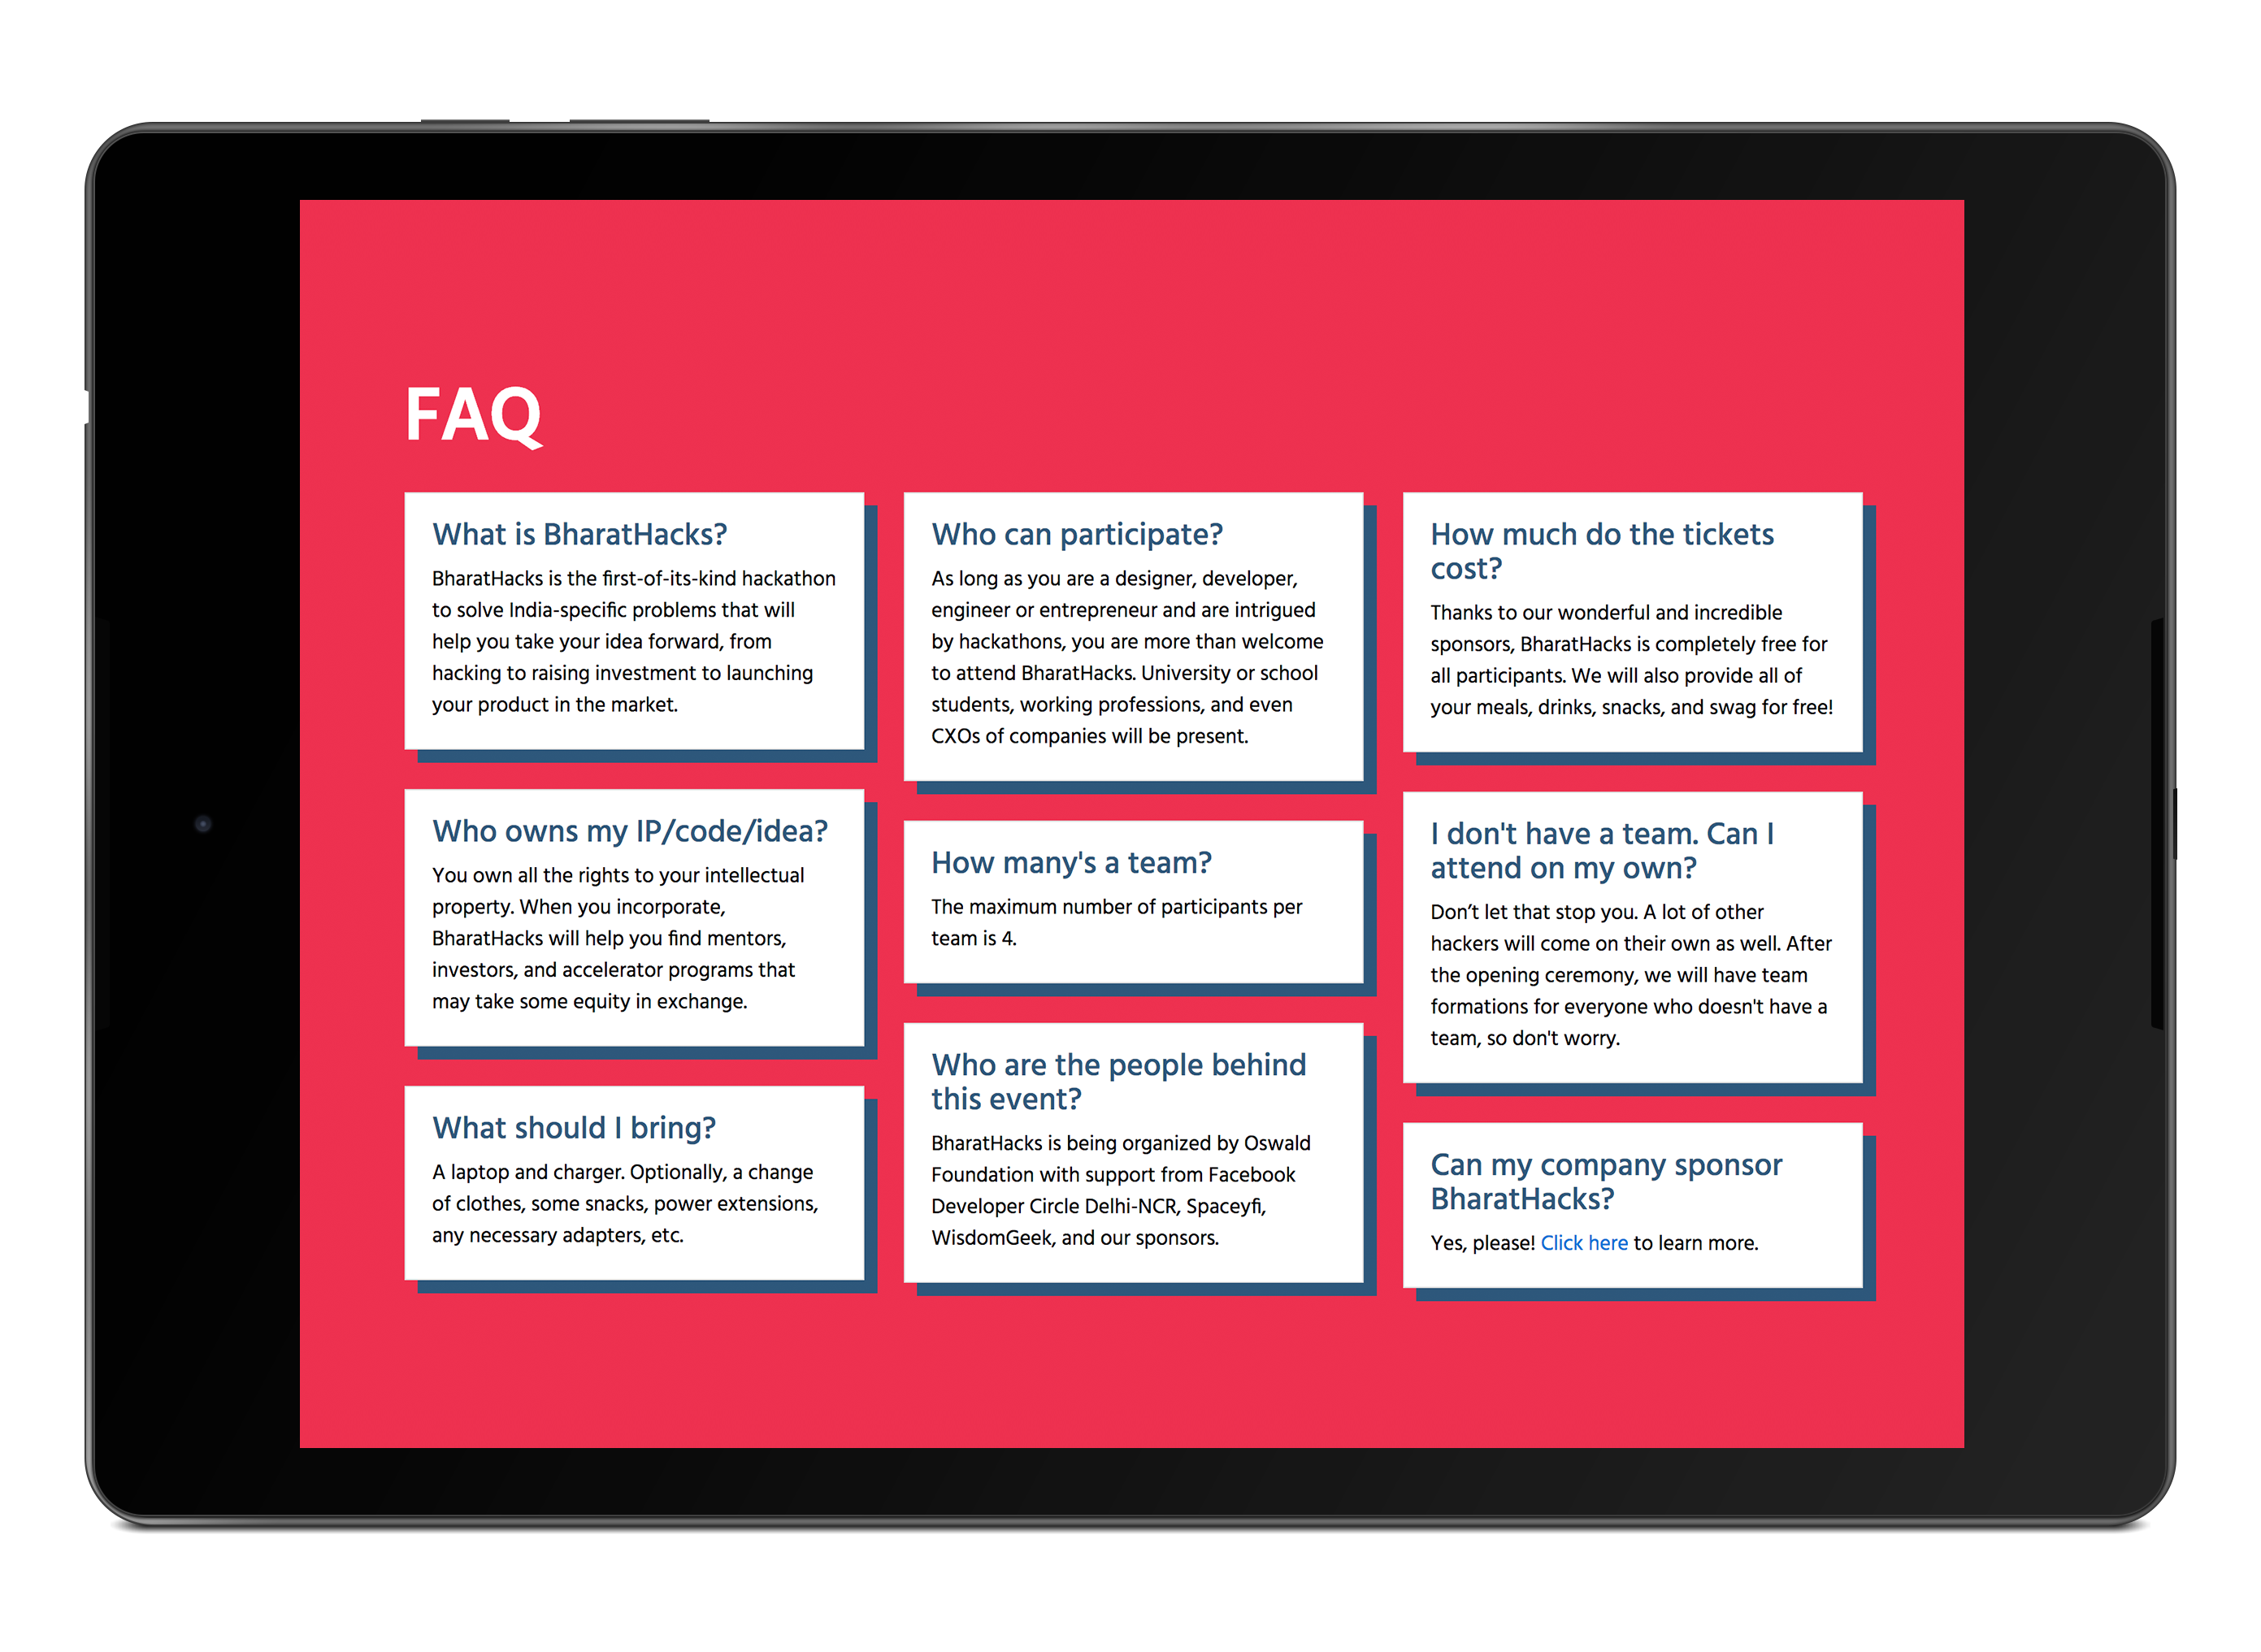 FAQ
What is BharatHacks?
BharatHacks is the first-of-its-kind hackathon
to solve India-specific problems that will
help you take your idea forward, from
hacking to raising investment to launching
your product in the market.
Who owns my IP/code/idea?
You own all the rights to your intellectual
property. When you incorporate,
BharatHacks will help you find mentors,
investors, and accelerator programs that
may take some equity in exchange.
What should I bring?
A laptop and charger. Optionally, a change
of clothes, some snacks, power extensions,
any necessary adapters, etc.
Who can participate?
As long as you are a designer, developer,
engineer or entrepreneur and are intrigued
by hackathons, you are more than welcome
to attend BharatHacks. University or school
students, working professions, and even
CXOs of companies will be present.
How many's a team?
The maximum number of participants per
team is 4.
Who are the people behind
this event?
BharatHacks is being organized by Oswald
Foundation with support from Facebook
Developer Circle Delhi-NCR, Spaceyfi,
WisdomGeek, and our sponsors.
How much do the tickets
cost?
Thanks to our wonderful and incredible
sponsors, BharatHacks is completely free for
all participants. We will also provide all of
your meals, drinks, snacks, and swag for free!
I don't have a team. Can I
attend on my own?
Don’t let that stop you. A lot of other
hackers will come on their own as well. After
the opening ceremony, we will have team
formations for everyone who doesn't have a
team, so don't worry.
Can my company sponsor
BharatHacks?
Yes, please! Click here to learn more.